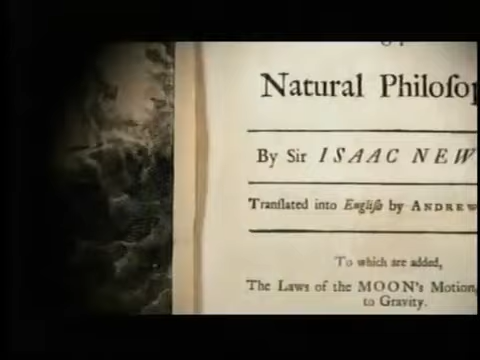 Natural Philoſop
By Sir ISAAC NEW
Tranſlated into Engliſh by ANDREW
To which are added,
The Laws of the MOON's Motion,
to Gravity.